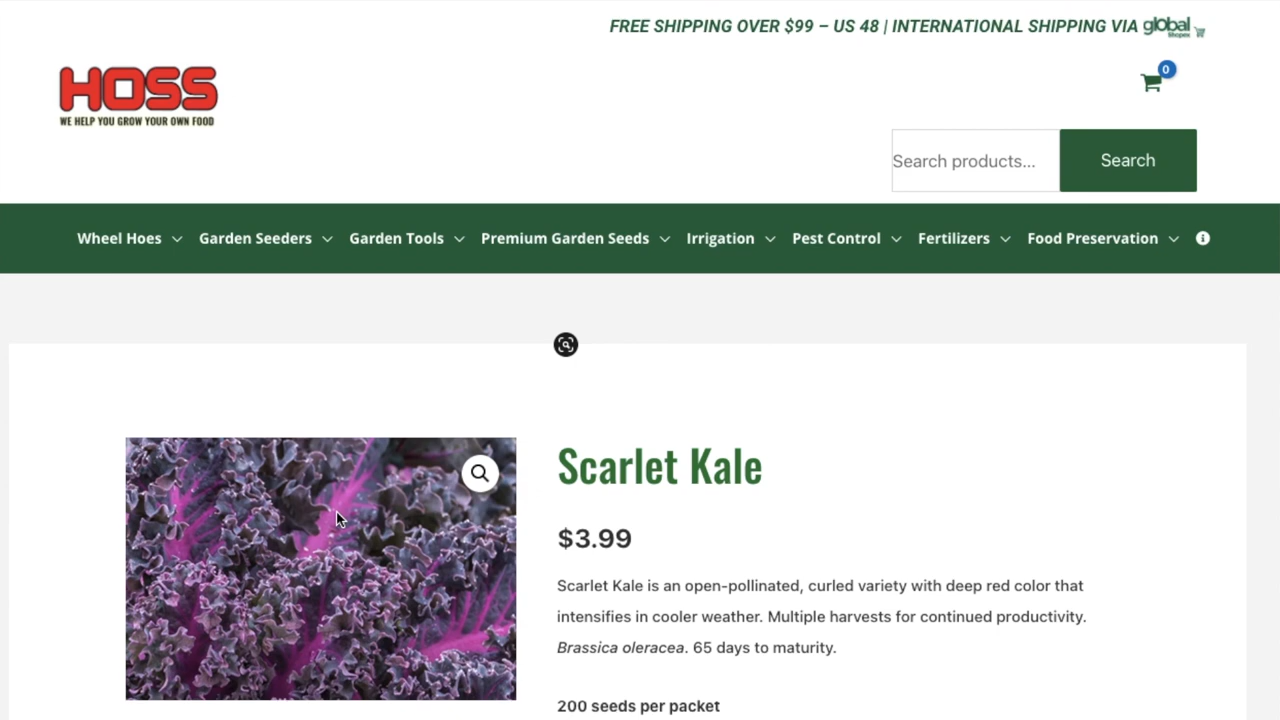 FREE SHIPPING OVER $99 – US 48 | INTERNATIONAL SHIPPING VIA global Shopex
0
HOSS
WE HELP YOU GROW YOUR OWN FOOD
Search products...
Search
Wheel Hoes
Garden Seeders
Garden Tools
Premium Garden Seeds
Irrigation
Pest Control
Fertilizers
Food Preservation
Scarlet Kale
$3.99
Scarlet Kale is an open-pollinated, curled variety with deep red color that
intensifies in cooler weather. Multiple harvests for continued productivity.
Brassica oleracea. 65 days to maturity.
200 seeds per packet